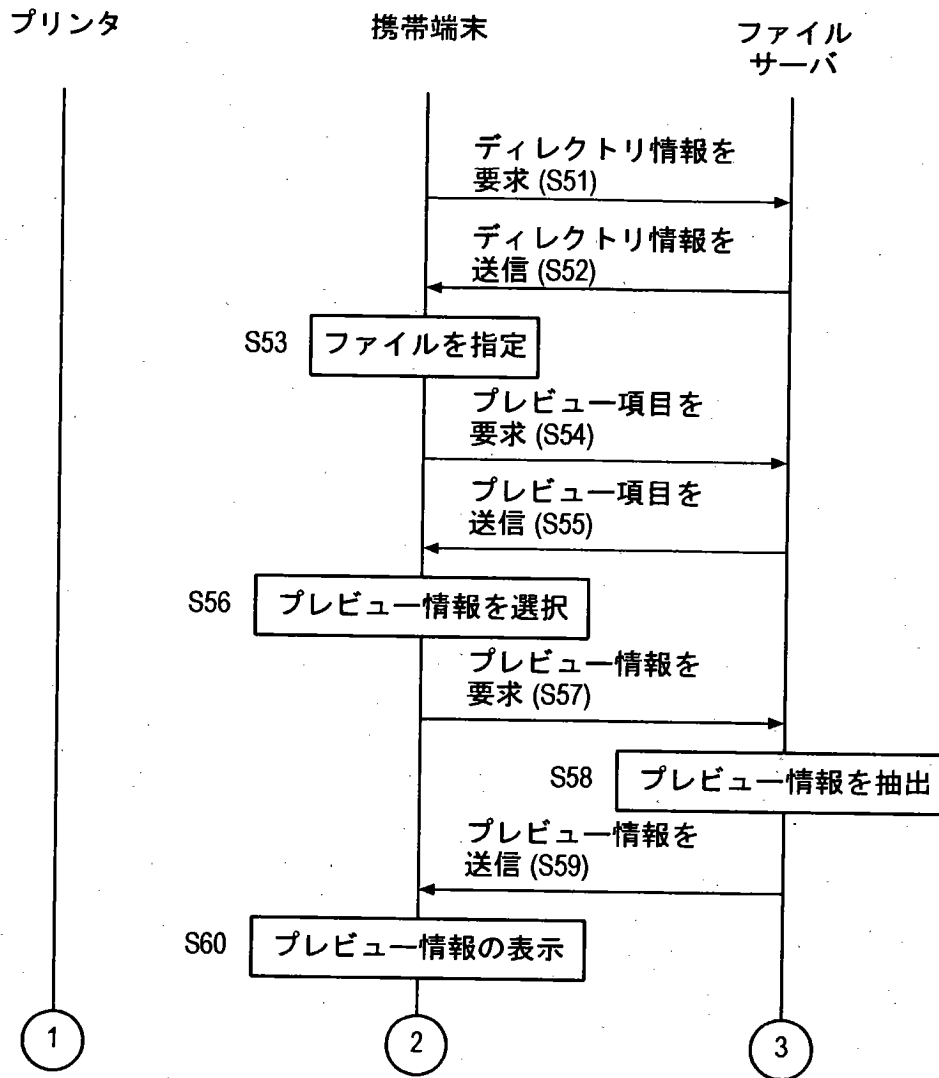 プリンタ
携帯端末
ファイル
サーバ
ディレクトリ情報を
要求 (S51)
ディレクトリ情報を
送信 (S52)
S53
ファイルを指定
プレビュー項目を
要求 (S54)
プレビュー項目を
送信 (S55)
S56
プレビュー情報を選択
プレビュー情報を
要求 (S57)
S58
プレビュー情報を抽出
プレビュー情報を
送信 (S59)
S60
プレビュー情報の表示
1
2
3